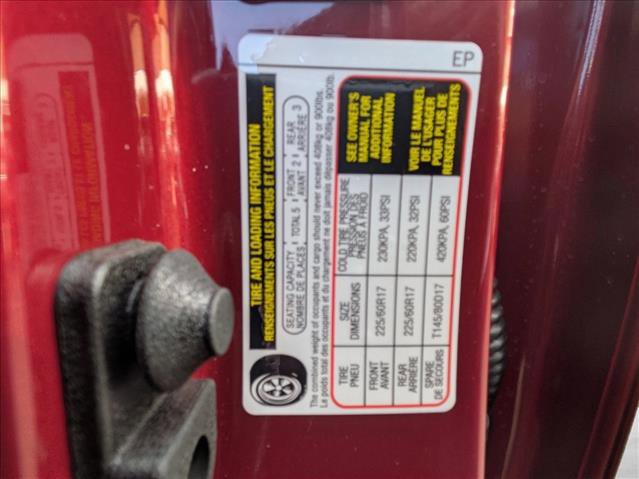 TIRE AND LOADING INFORMATION
RENSEIGNEMENTS SUR LES PNEUS ET LE CHARGEMENT
SEATING CAPACITY TOTAL 5 FRONT 2 REAR 3
NOMBRE DE PLACES AVANT ARRIÈRE
The combined weight of occupants and cargo should never exceed 408kg or 900lbs.
Le poids total des occupants et du chargement ne doit jamais dépasser 408kg ou 900lb.
TIRE SIZE COLD TIRE PRESSURE SEE OWNER'S
PNEU DIMENSIONS PRESSION DES MANUAL FOR
PNEUS À FROID ADDITIONAL
FRONT 225/60R17 230KPA, 33PSI INFORMATION
AVANT
REAR 225/60R17 220KPA, 32PSI VOIR LE MANUEL
ARRIÈRE DE L'USAGER
SPARE T145/80D17 420KPA, 60PSI POUR PLUS DE
DE SECOURS RENSEIGNEMENTS
EP